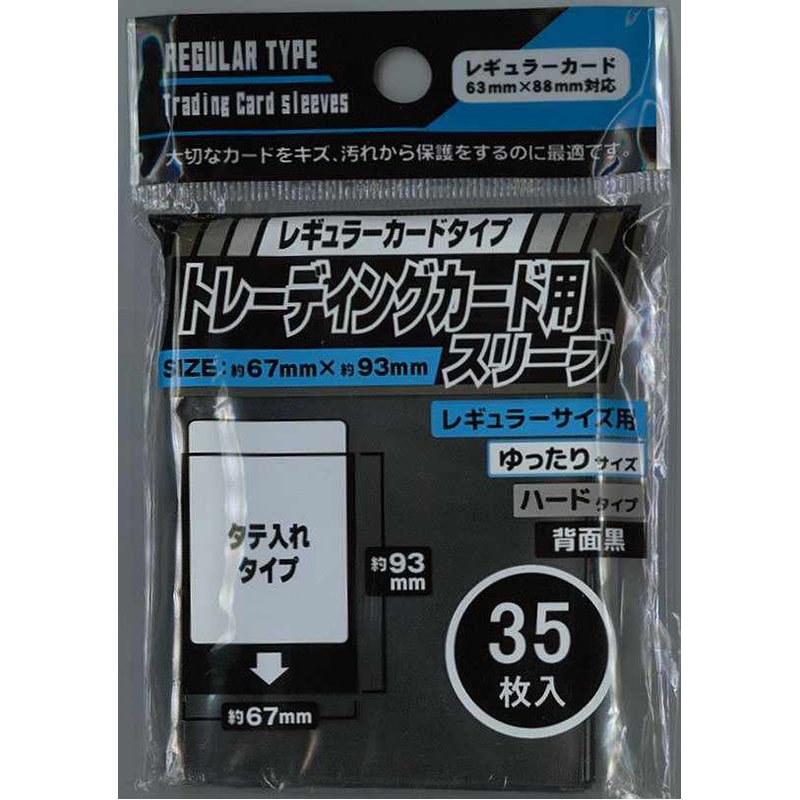 REGULAR TYPE
Trading Card sleeves
レギュラーカード
63mm×88mm対応
大切なカードをキズ、汚れから保護をするのに最適です。
レギュラーカードタイプ
トレーディングカード用
スリーブ
SIZE:約67mm×約93mm
レギュラーサイズ用
ゆったりサイズ
ハードタイプ
背面黒
タテ入れ
タイプ
約93
mm
約67mm
35
枚入